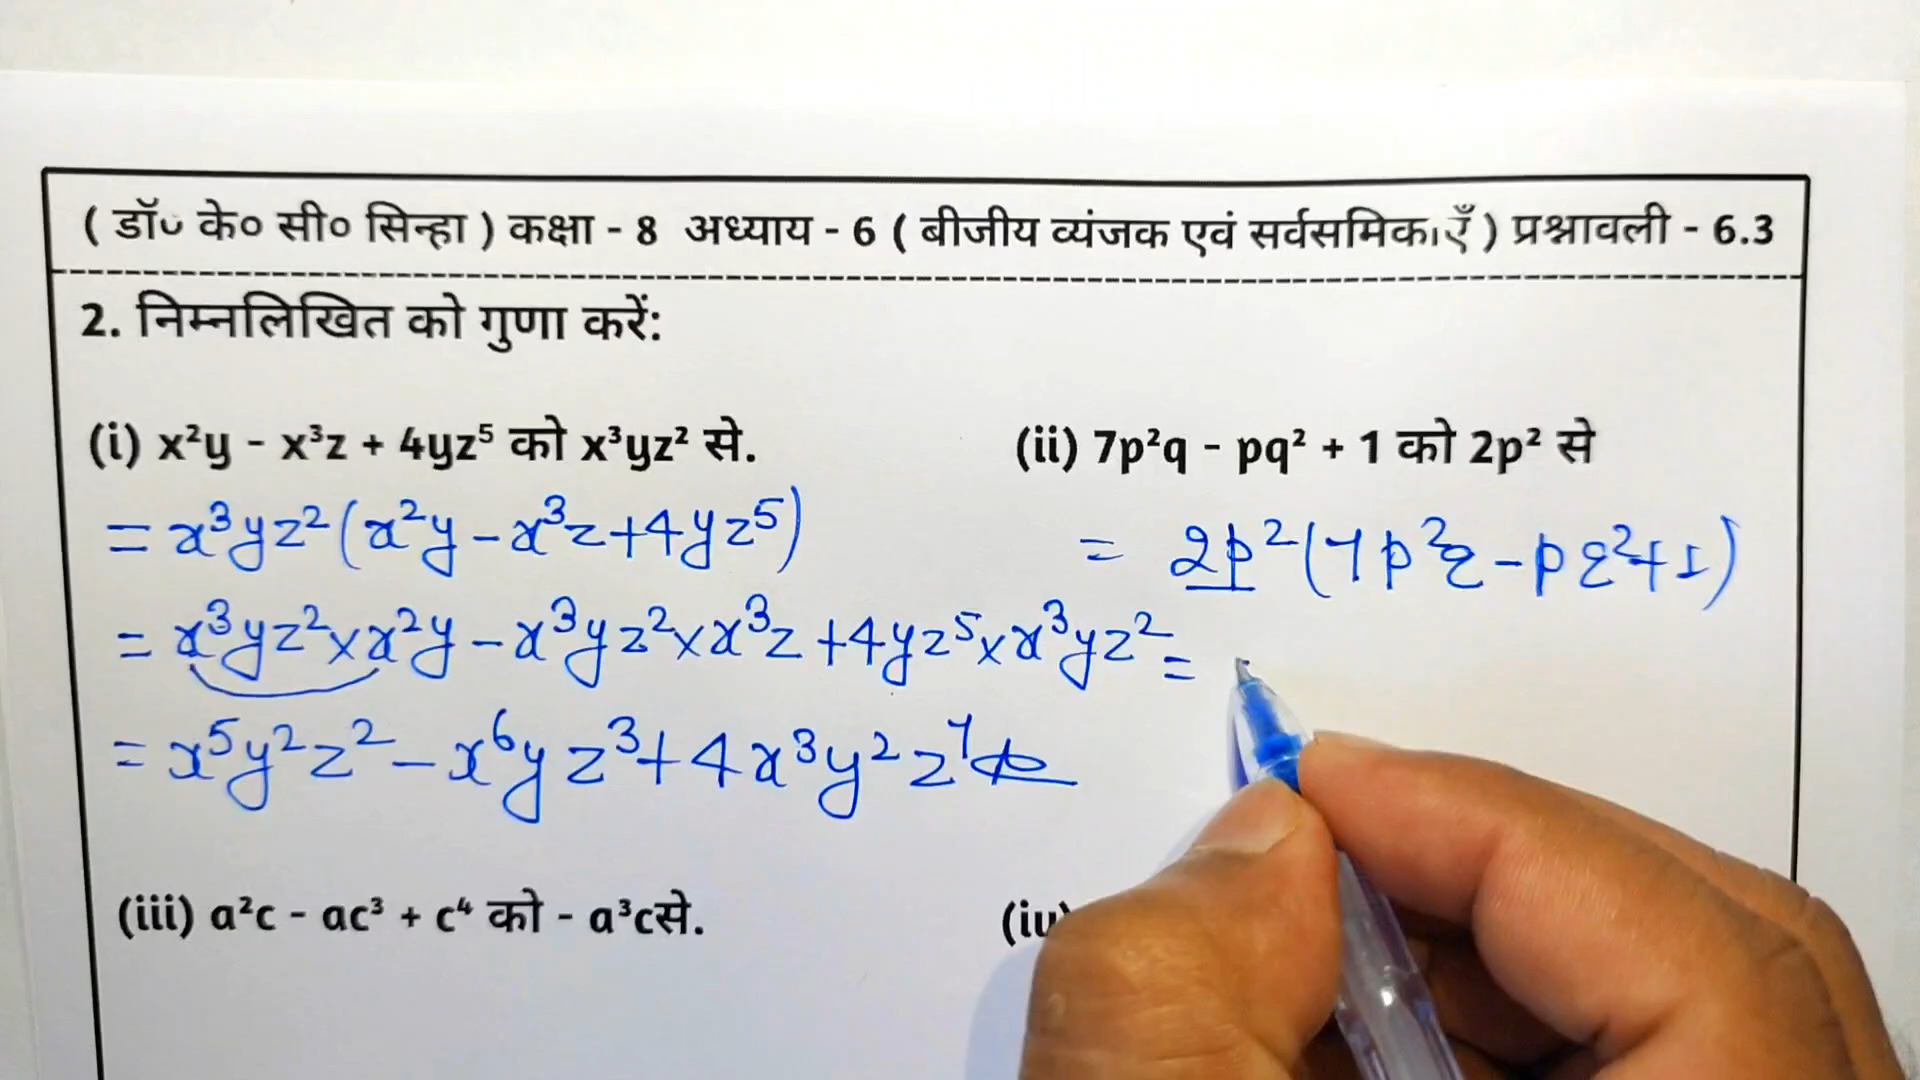 ( डॉ० के० सी० सिन्हा ) कक्षा - 8 अध्याय - 6 ( बीजीय व्यंजक एवं सर्वसमिकाएँ ) प्रश्नावली - 6.3
2. निम्नलिखित को गुणा करें:
(i) x²y - x³z + 4yz⁵ को x³yz² से.
= x³yz²(x²y - x³z + 4yz⁵)
= x³yz² × x²y - x³yz² × x³z + 4yz⁵ × x³yz²
= x⁵y²z² - x⁶yz³ + 4x³y²z⁷
(ii) 7p²q - pq² + 1 को 2p² से
= 2p²(7p²q - pq² + 1)
=
(iii) a²c - ac³ + c⁴ को - a³cसे.